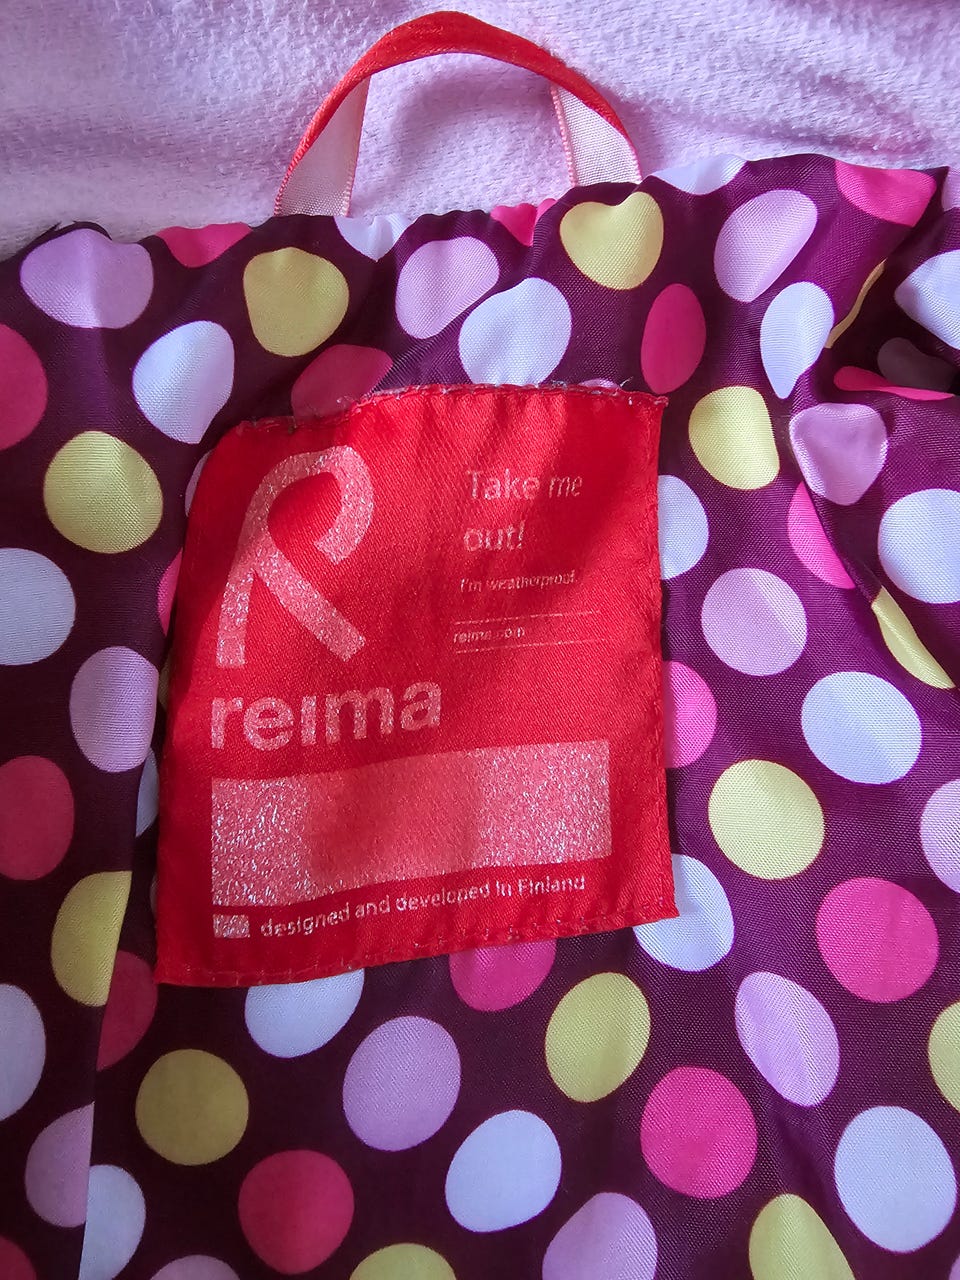 Take me
out!
I'm weatherproof.
reima.com
reima
designed and developed in Finland